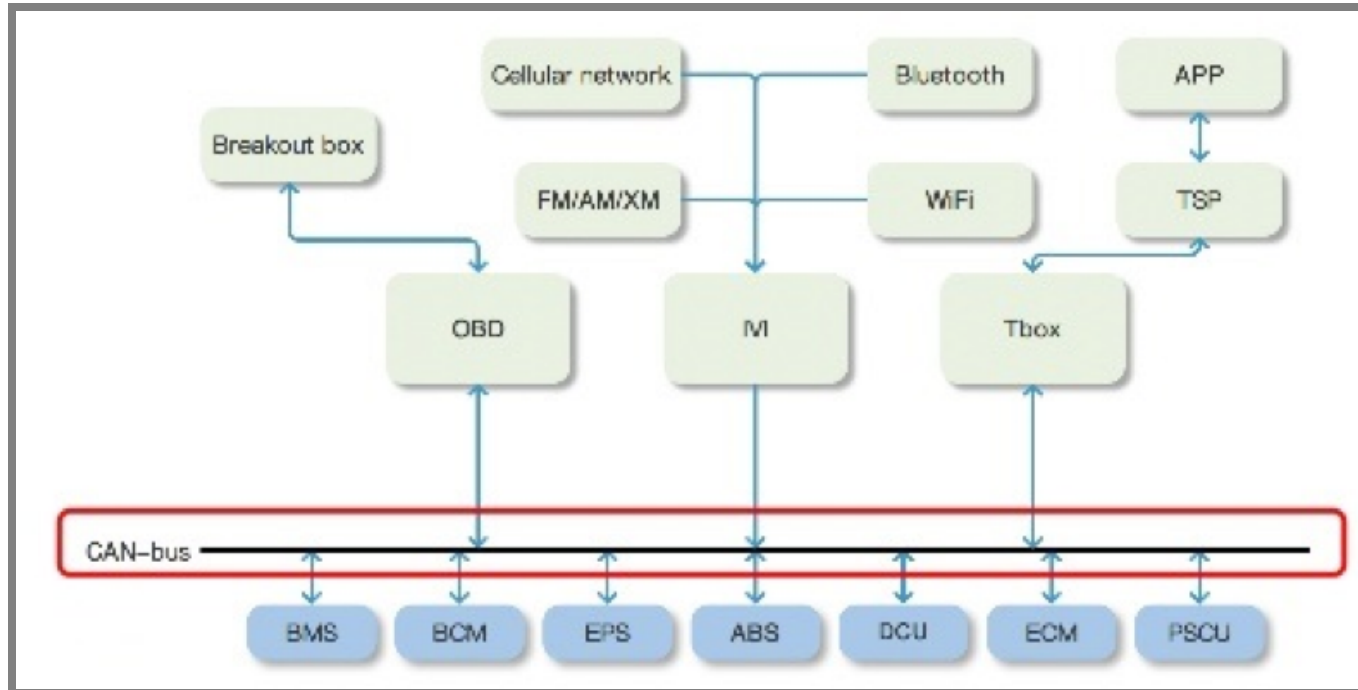 Cellular network
Bluetooth
APP
Breakout box
FM/AM/XM
WiFi
TSP
OBD
IVI
Tbox
CAN-bus
BMS
BCM
EPS
ABS
DCU
ECM
PSCU